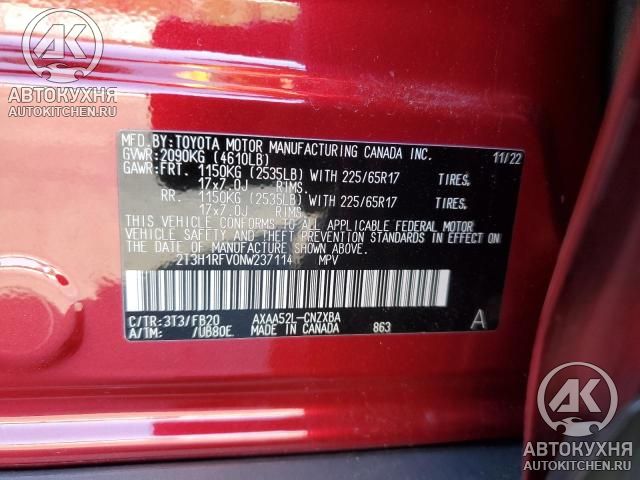 АК
АВТОКУХНЯ
AUTOKITCHEN.RU
MFD.BY:TOYOTA MOTOR MANUFACTURING CANADA INC. 11/22
GVWR:2090KG (4610LB)
GAWR:FRT. 1150KG (2535LB) WITH 225/65R17 TIRES,
17x7.0J RIMS,
RR. 1150KG (2535LB) WITH 225/65R17 TIRES,
17x7.0J RIMS,
THIS VEHICLE CONFORMS TO ALL APPLICABLE FEDERAL MOTOR
VEHICLE SAFETY AND THEFT PREVENTION STANDARDS IN EFFECT ON
THE DATE OF MANUFACTURE SHOWN ABOVE.
2T3H1RFV0NW237114 MPV
C/TR:3T3/FB20 AXAA52L-CNZXBA A
A/TM: /UB80E. MADE IN CANADA 863
АК
АВТОКУХНЯ
AUTOKITCHEN.RU